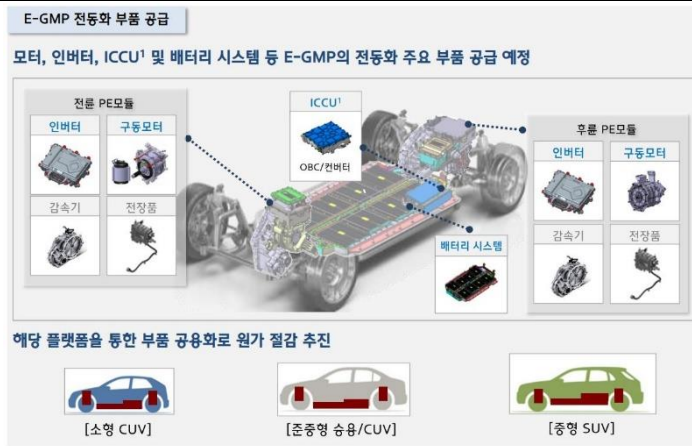 E-GMP 전동화 부품 공급
모터, 인버터, ICCU¹ 및 배터리 시스템 등 E-GMP의 전동화 주요 부품 공급 예정
전륜 PE모듈
인버터
구동모터
감속기
전장품
ICCU¹
OBC/컨버터
배터리 시스템
후륜 PE모듈
인버터
구동모터
감속기
전장품
해당 플랫폼을 통한 부품 공용화로 원가 절감 추진
[소형 CUV]
[준중형 승용/CUV]
[중형 SUV]